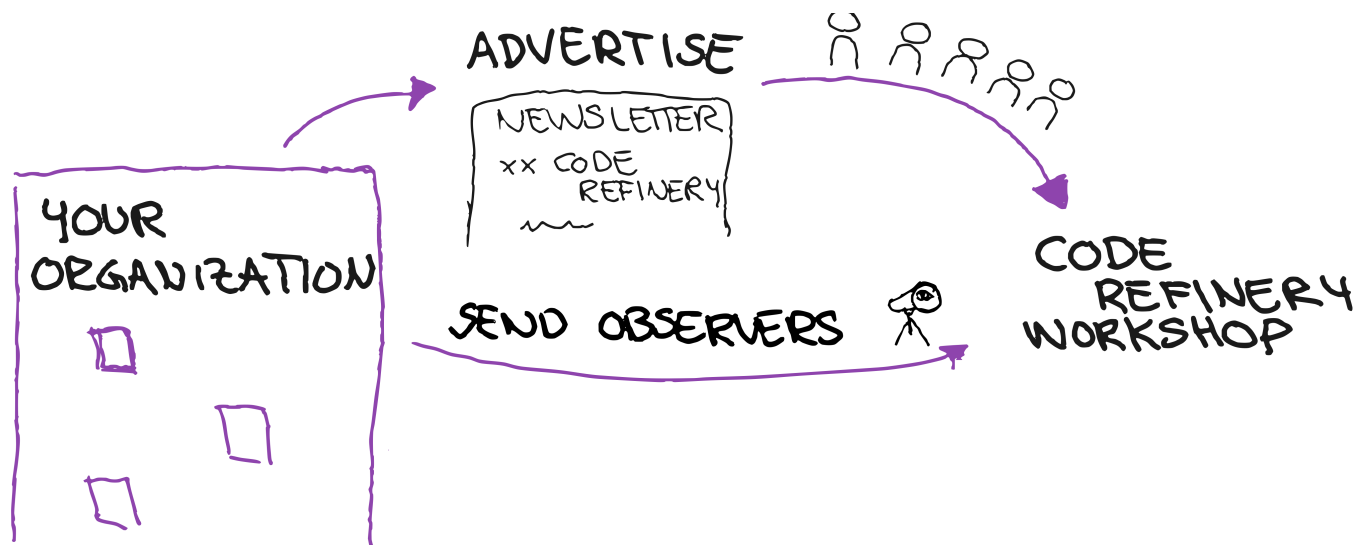 ADVERTISE
NEWSLETTER
xx CODE
REFINERY
YOUR
ORGANIZATION
SEND OBSERVERS
CODE
REFINERY
WORKSHOP